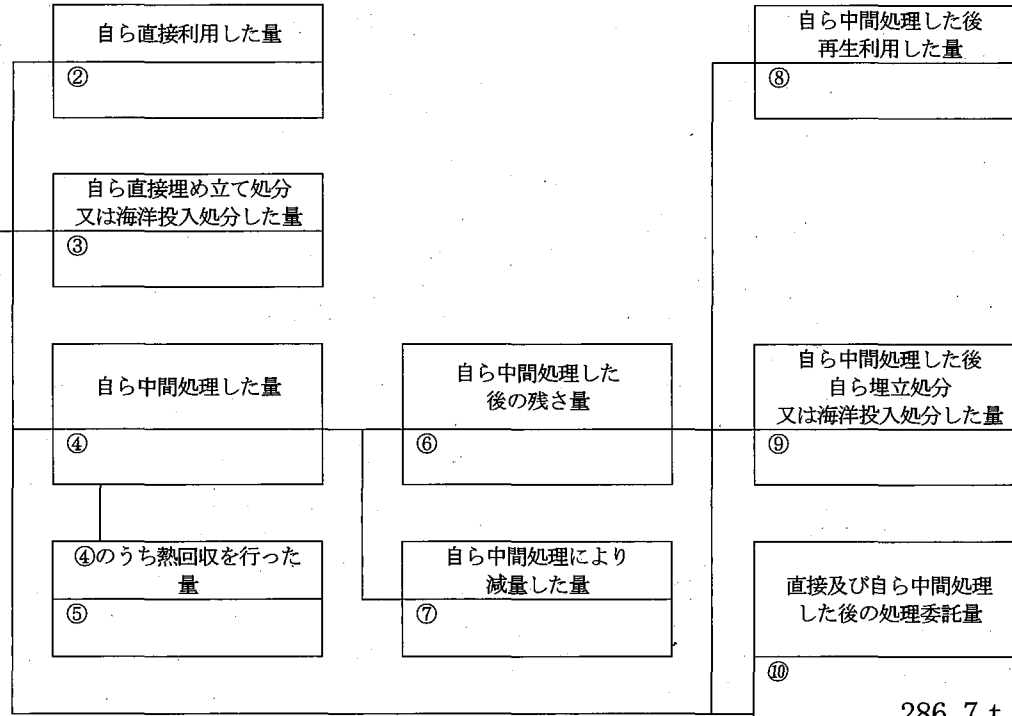 自ら直接利用した量
②
自ら直接埋め立て処分
又は海洋投入処分した量
③
自ら中間処理した量
④
④のうち熱回収を行った
量
⑤
自ら中間処理した
後の残さ量
⑥
自ら中間処理により
減量した量
⑦
自ら中間処理した後
再生利用した量
⑧
自ら中間処理した後
自ら埋立処分
又は海洋投入処分した量
⑨
直接及び自ら中間処理
した後の処理委託量
⑩
286.7t